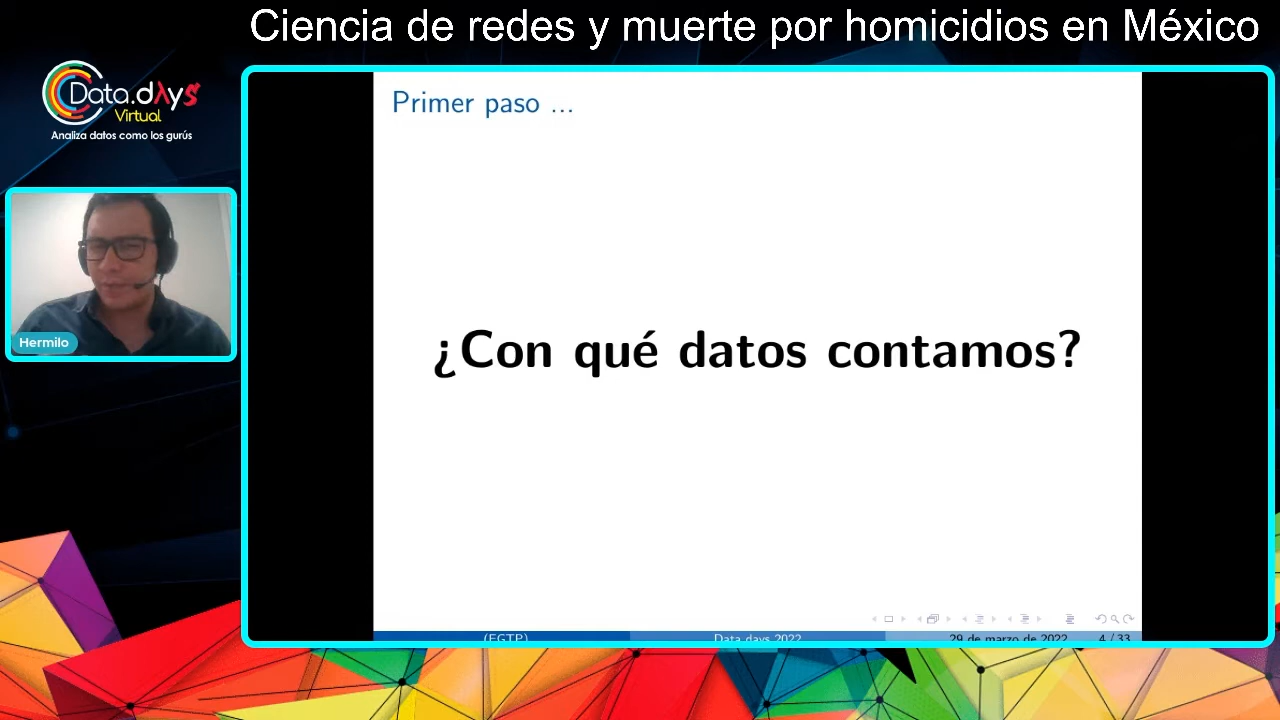 Ciencia de redes y muerte por homicidios en México
Data.dAys
Virtual
Analiza datos como los gurús
Hermilo
Primer paso ...
¿Con qué datos contamos?
(EGTP) Data days 2022 29 de marzo de 2022 4 / 33